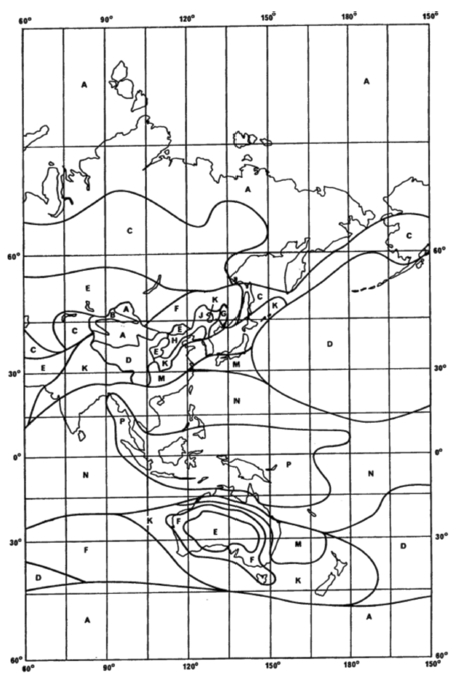 60° 90° 120° 150° 180° 150°
A A
A
C C
60° 60°
E
A K
F J G C K
B
C A E
H D
C E
D K M
30° E K M 30°
N
P
0° P 0°
N N
K F
E M
30° F F D 30°
D K
A A
60° 60°
60° 90° 120° 150° 180° 150°